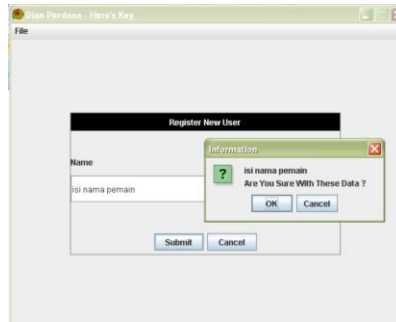 Dian Perdana - Hero's Key
File
Register New User
Information
Name
isi nama pemain
Are You Sure With These Data ?
isi nama pemain
OK Cancel
Submit Cancel